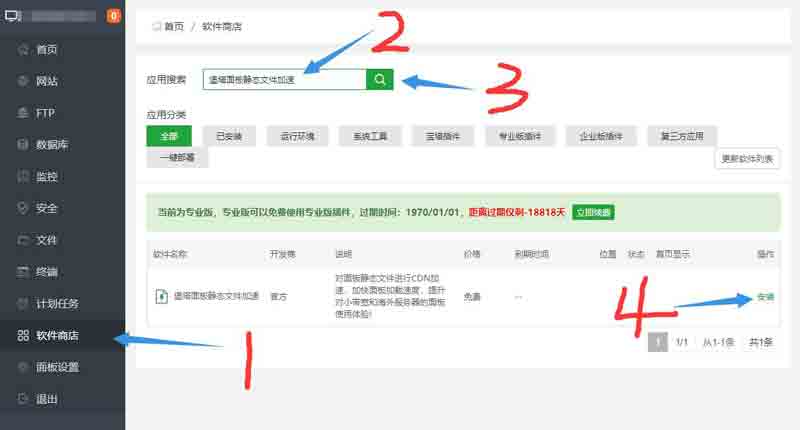 0
首页
网站
FTP
数据库
监控
安全
文件
终端
计划任务
软件商店
面板设置
退出
首页 / 软件商店
2
应用搜索 堡塔面板静态文件加速
3
应用分类
全部 已安装 运行环境 系统工具 宝塔插件 专业版插件 企业版插件 第三方应用
一键部署
更新软件列表
当前为专业版，专业版可以免费使用专业版插件，过期时间：1970/01/01，距离过期仅剩-18818天 立即续费
软件名称 开发商 说明 价格 到期时间 位置 状态 首页显示 操作
堡塔面板静态文件加速 官方 对面板静态文件进行CDN加
速，加快面板加载速度，提升
对小带宽和海外服务器的面板
使用体验! 免费 -- 安装
4
1 1/1 从1-1条 共1条
1